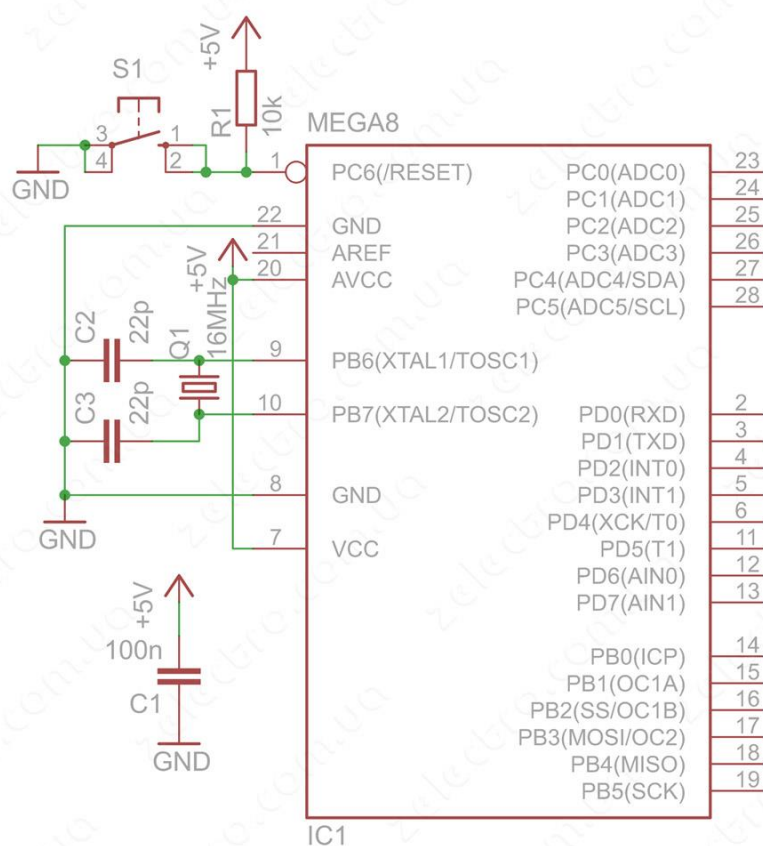 +5V
S1
R1
10k
MEGA8
3
1
4
2
1
PC6(/RESET)
PC0(ADC0)
23
GND
PC1(ADC1)
24
22
GND
PC2(ADC2)
25
21
AREF
PC3(ADC3)
26
+5V
20
AVCC
PC4(ADC4/SDA)
27
PC5(ADC5/SCL)
28
C2
22p
Q1
16MHz
9
PB6(XTAL1/TOSC1)
C3
22p
10
PB7(XTAL2/TOSC2)
PD0(RXD)
2
PD1(TXD)
3
PD2(INT0)
4
8
GND
PD3(INT1)
5
PD4(XCK/T0)
6
GND
7
VCC
PD5(T1)
11
PD6(AIN0)
12
+5V
PD7(AIN1)
13
100n
PB0(ICP)
14
PB1(OC1A)
15
C1
PB2(SS/OC1B)
16
PB3(MOSI/OC2)
17
GND
PB4(MISO)
18
PB5(SCK)
19
IC1
zelectro.com.ua